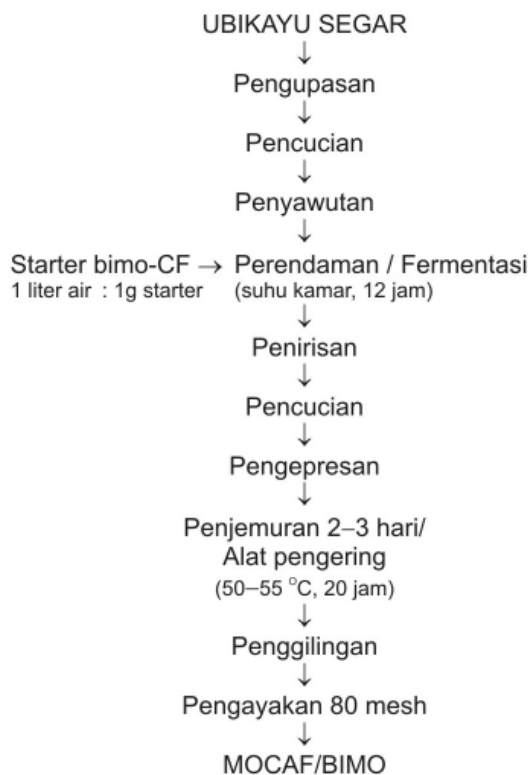 UBIKAYU SEGAR
↓
Pengupasan
↓
Pencucian
↓
Penyawutan
↓
Starter bimo-CF → Perendaman / Fermentasi
1 liter air : 1g starter (suhu kamar, 12 jam)
↓
Penirisan
↓
Pencucian
↓
Pengepresan
↓
Penjemuran 2–3 hari/
Alat pengering
(50–55 °C, 20 jam)
↓
Penggilingan
↓
Pengayakan 80 mesh
↓
MOCAF/BIMO